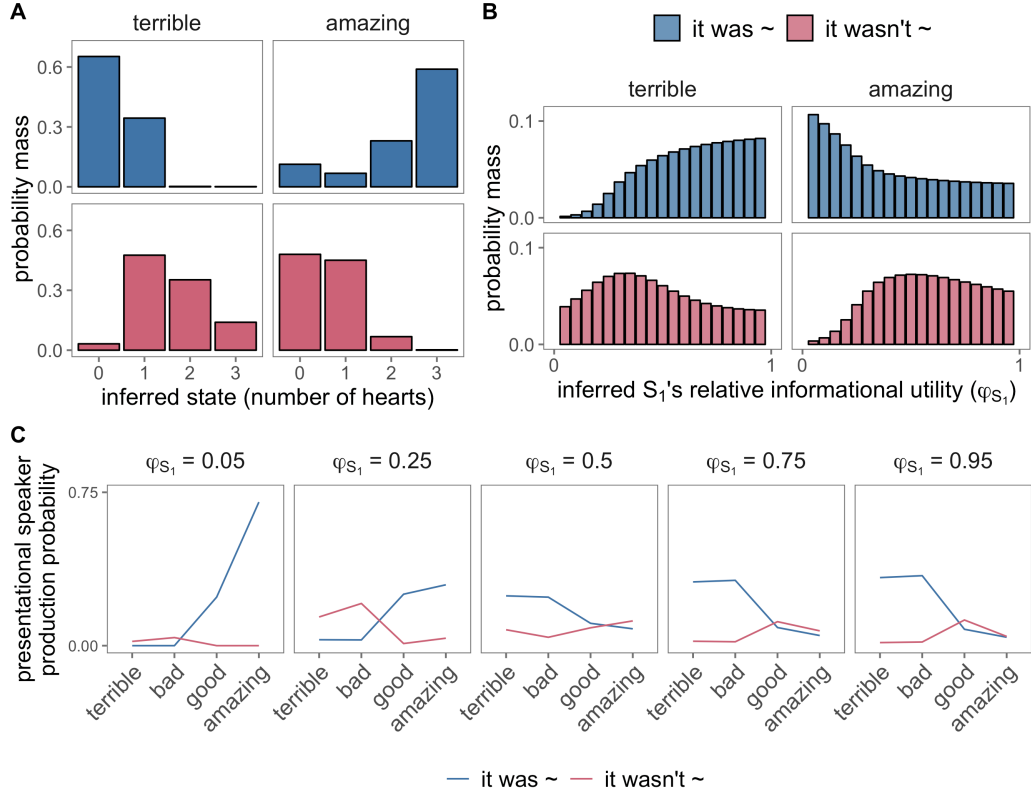 A
terrible
amazing
probability mass
0.6
0.3
0.0
0.6
0.3
0.0
0 1 2 3
0 1 2 3
inferred state (number of hearts)
B
it was ~
it wasn't ~
terrible
amazing
probability mass
0.1
0.0
0.1
0.0
0 1
0 1
inferred S₁'s relative informational utility (φS₁)
C
φS₁ = 0.05
φS₁ = 0.25
φS₁ = 0.5
φS₁ = 0.75
φS₁ = 0.95
presentational speaker
production probability
0.75
0.00
terrible bad good amazing
terrible bad good amazing
terrible bad good amazing
terrible bad good amazing
terrible bad good amazing
it was ~
it wasn't ~